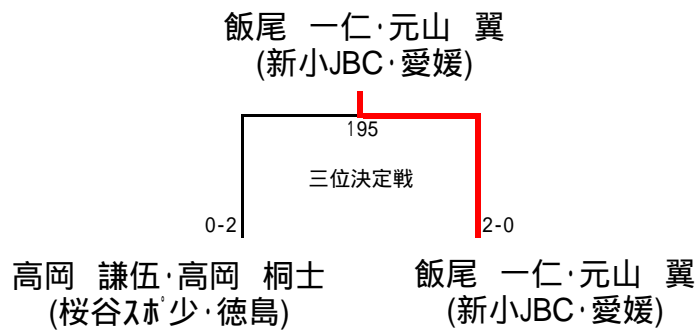 飯尾　一仁･元山　翼
(新小JBC･愛媛)
195
三位決定戦
0-2
2-0
高岡　謙伍･高岡　桐士
(桜谷ｽﾎﾟ少･徳島)
飯尾　一仁･元山　翼
(新小JBC･愛媛)